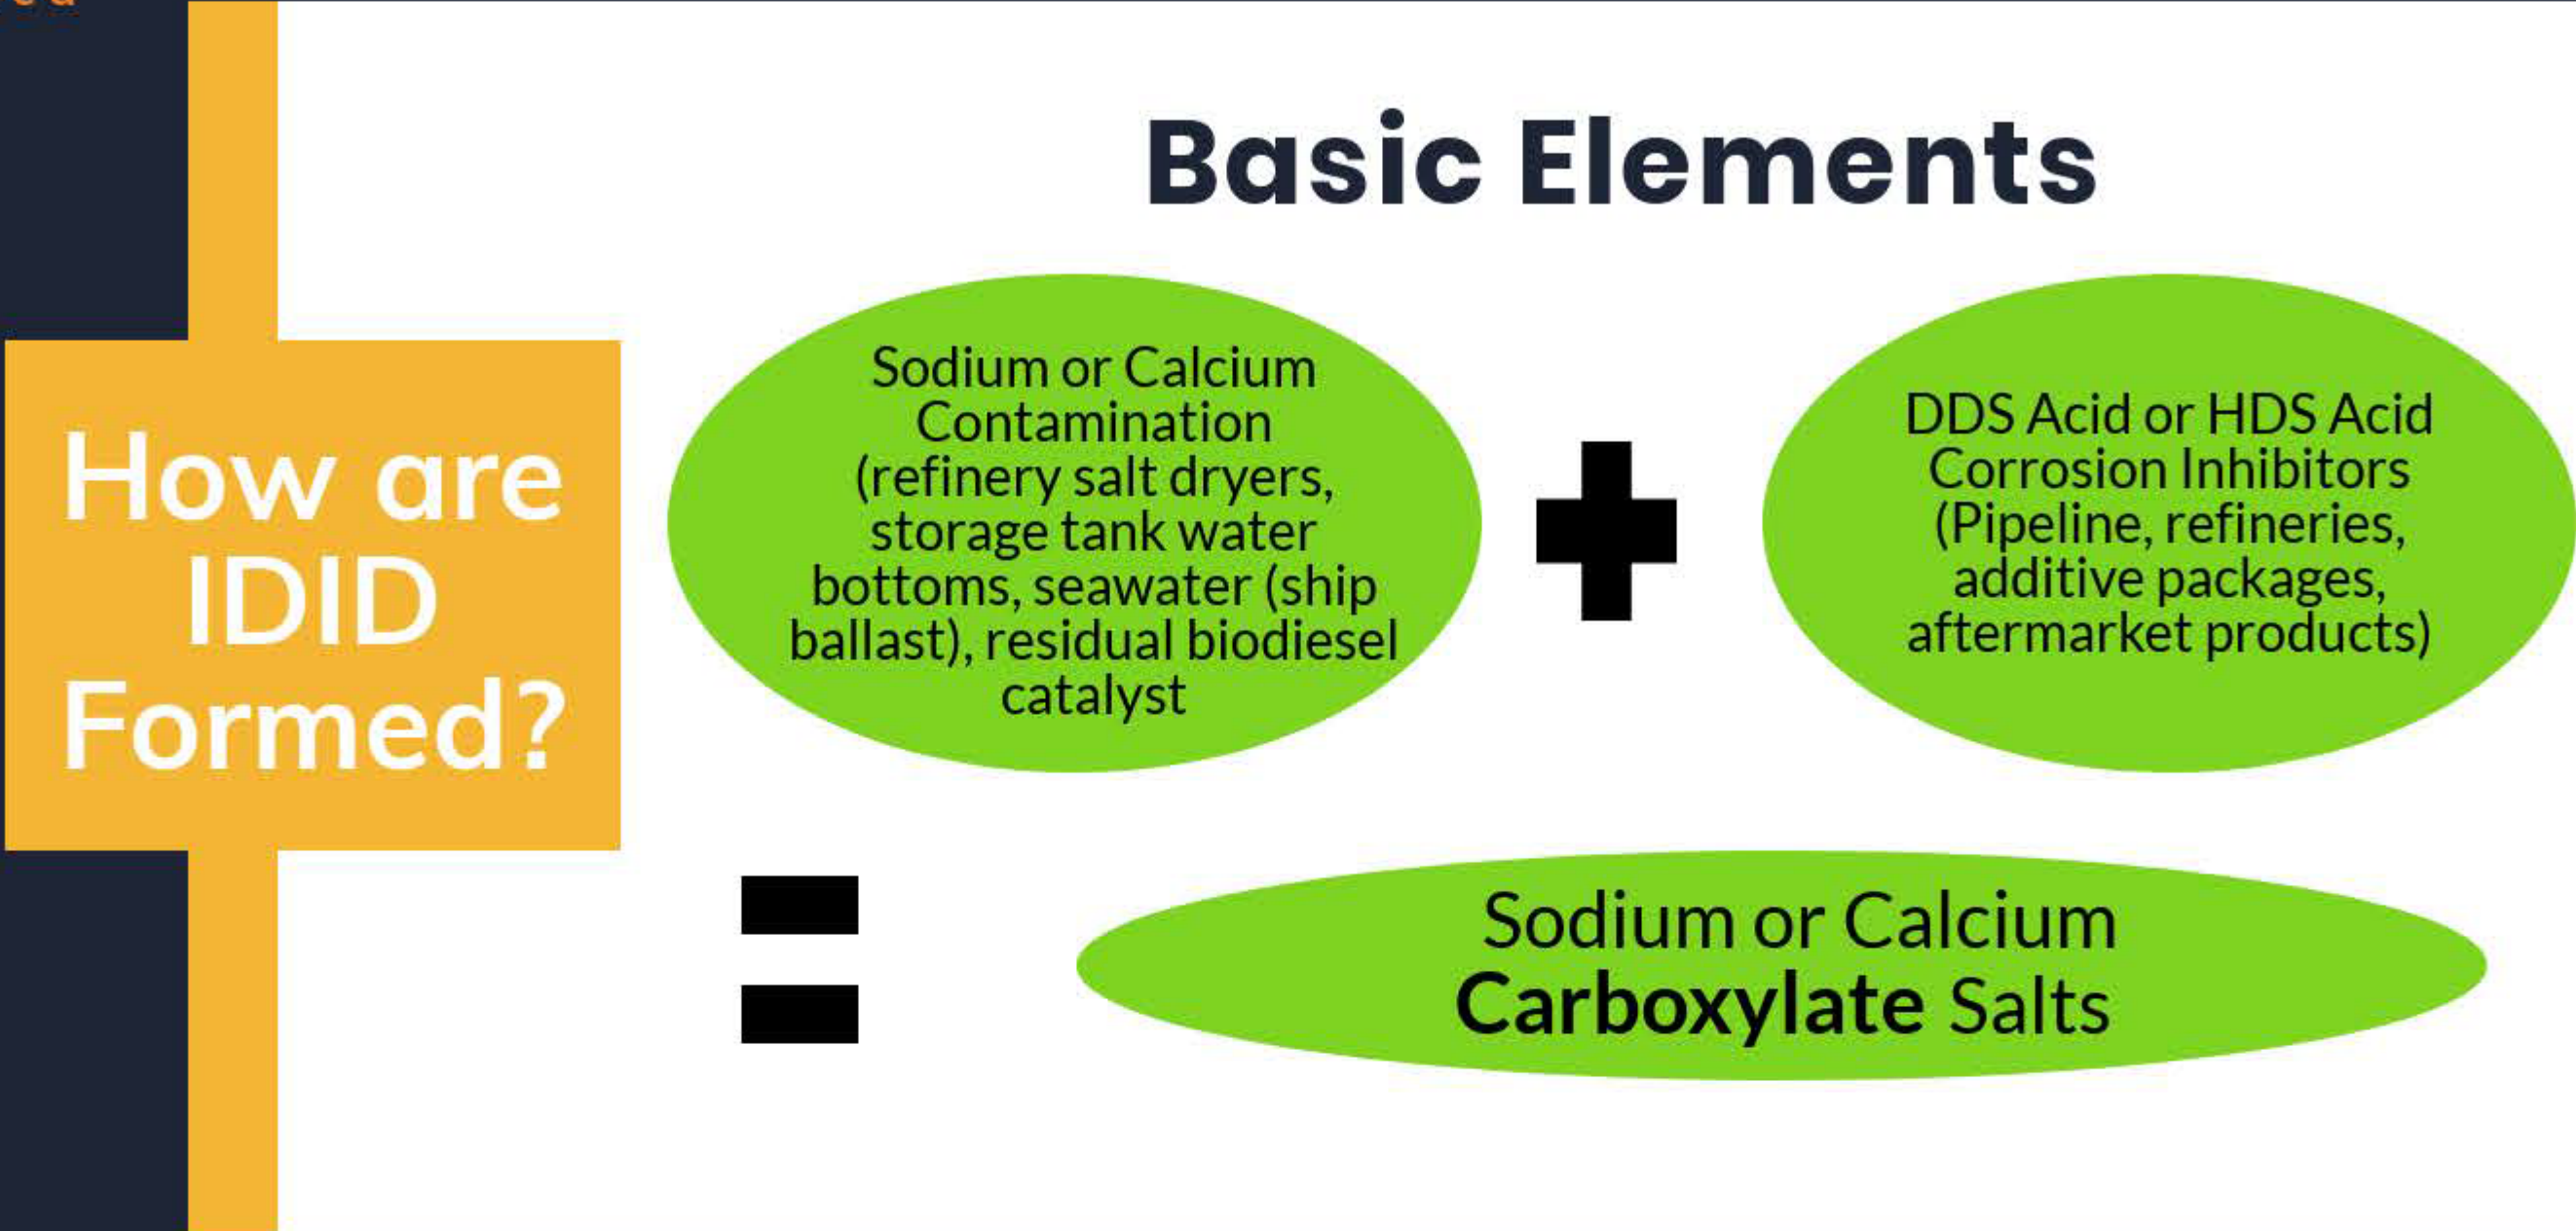 Basic Elements
How are
IDID
Formed?
Sodium or Calcium
Contamination
(refinery salt dryers,
storage tank water
bottoms, seawater (ship
ballast), residual biodiesel
catalyst
DDS Acid or HDS Acid
Corrosion Inhibitors
(Pipeline, refineries,
additive packages,
aftermarket products)
Sodium or Calcium
Carboxylate Salts